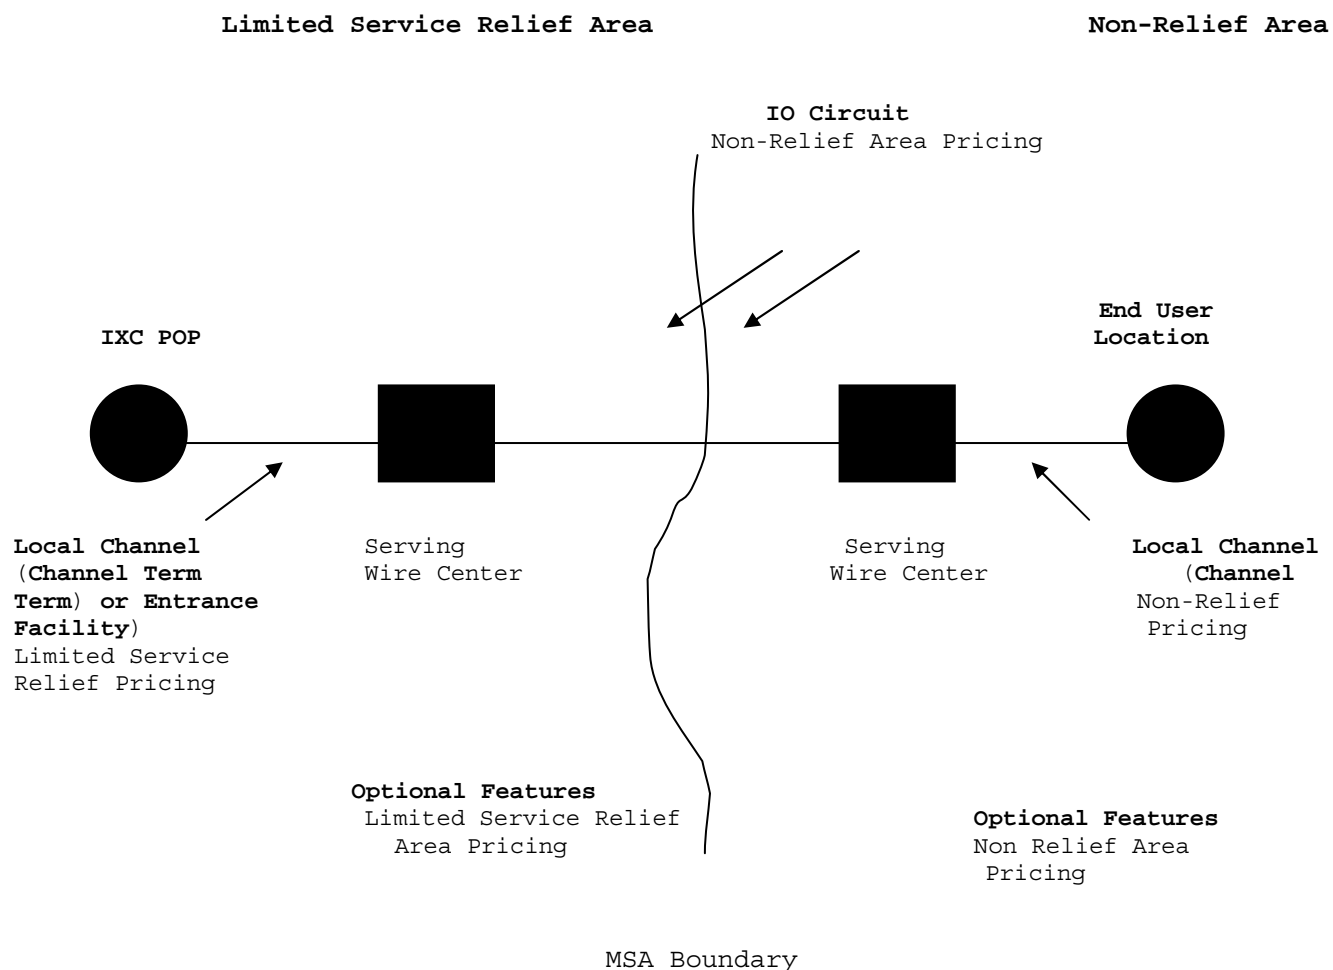 Limited Service Relief Area
Non-Relief Area
IO Circuit
Non-Relief Area Pricing
IXC POP
End User
Location
Local Channel
(Channel Term
Term) or Entrance
Facility)
Limited Service
Relief Pricing
Serving
Wire Center
Serving
Wire Center
Local Channel
(Channel
Non-Relief
Pricing
Optional Features
Limited Service Relief
Area Pricing
Optional Features
Non Relief Area
Pricing
MSA Boundary